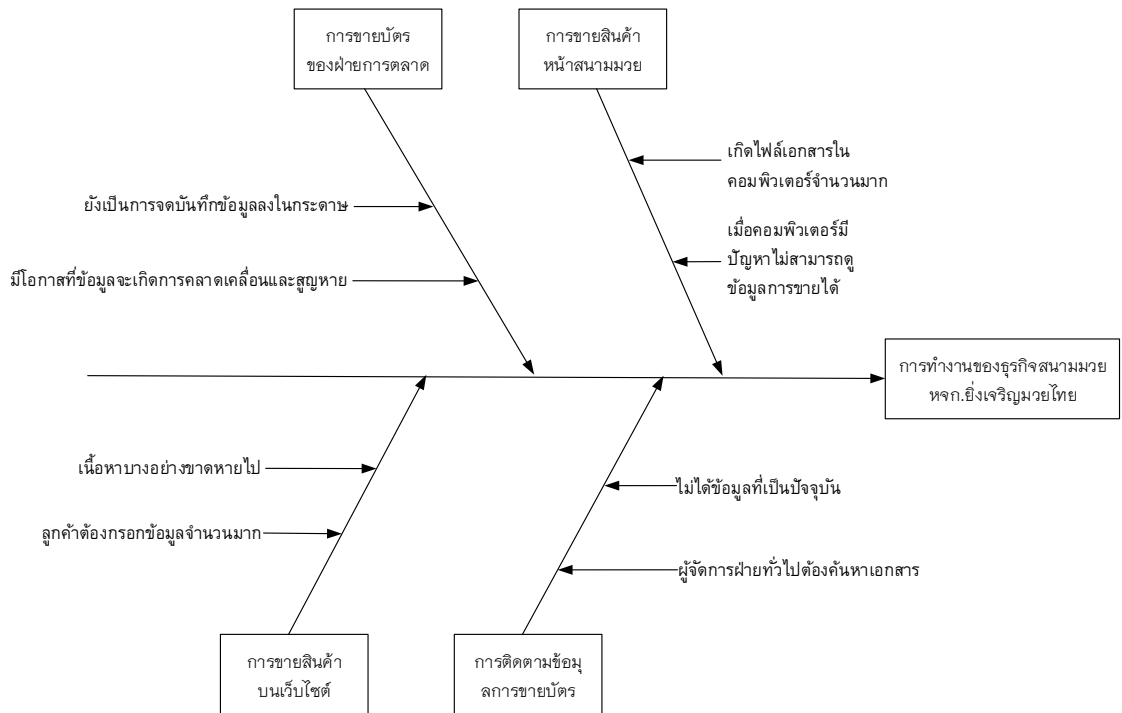 การขายบัตร
ของฝ่ายการตลาด
การขายสินค้า
หน้าสนามมวย
เกิดไฟล์เอกสารใน
คอมพิวเตอร์จำนวนมาก
ยังเป็นการจดบันทึกข้อมูลลงในกระดาษ
เมื่อคอมพิวเตอร์มี
ปัญหาไม่สามารถดู
ข้อมูลการขายได้
มีโอกาสที่ข้อมูลจะเกิดการคลาดเคลื่อนและสูญหาย
การทำงานของธุรกิจสนามมวย
หจก.ยิ่งเจริญมวยไทย
เนื้อหาบางอย่างขาดหายไป
ไม่ได้ข้อมูลที่เป็นปัจจุบัน
ลูกค้าต้องกรอกข้อมูลจำนวนมาก
ผู้จัดการฝ่ายทั่วไปต้องค้นหาเอกสาร
การขายสินค้า
บนเว็บไซต์
การติดตามข้อมุ
ลการขายบัตร